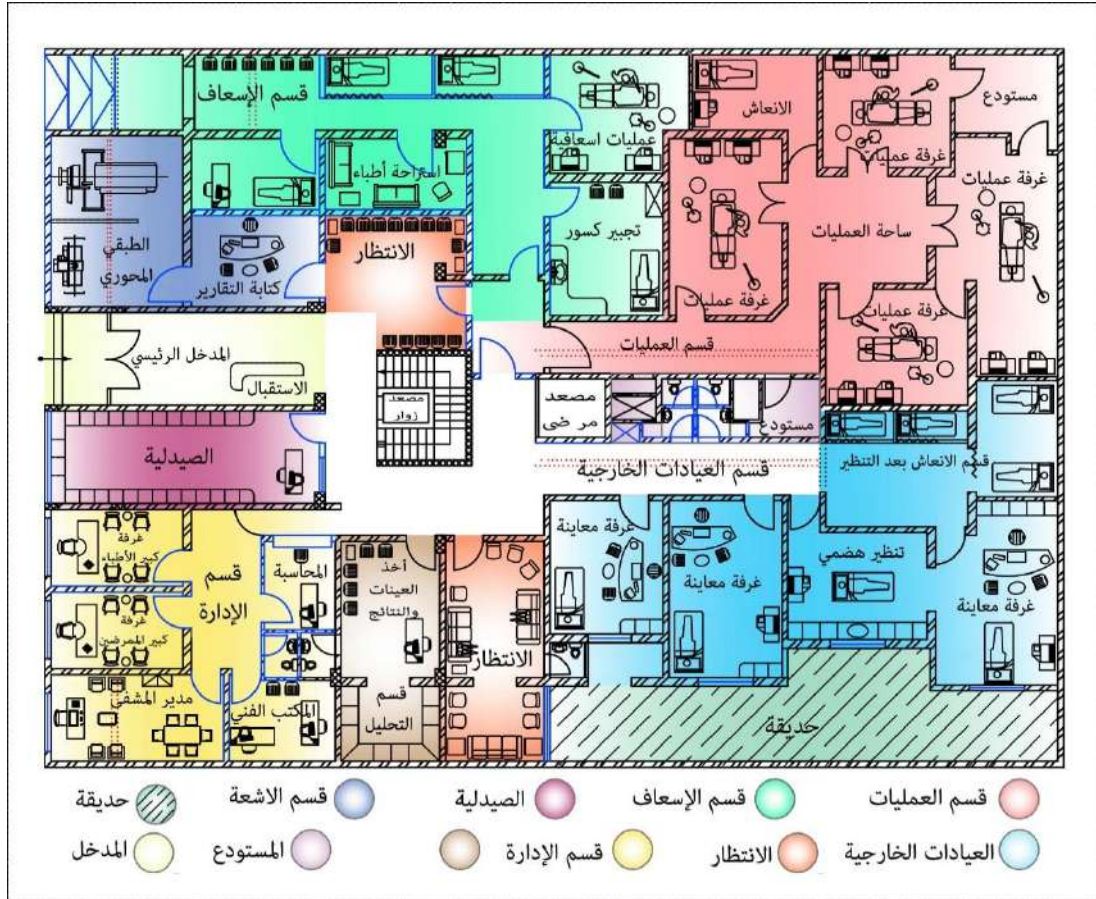 قسم الإسعاف
عمليات اسعافية
الانعاش
غرفة عمليات
مستودع
استراحة أطباء
الطبقي
المحوري
كتابة التقارير
الانتظار
تجبير كسور
غرفة عمليات
ساحة العمليات
غرفة عمليات
غرفة عمليات
قسم العمليات
المدخل الرئيسي
الاستقبال
مصعد
زوار
مصعد
مرضى
مستودع
الصيدلية
قسم العيادات الخارجية
قسم الانعاش بعد التنظير
غرفة
كبير الأطباء
قسم
الإدارة
المحاسبة
أخذ
العينات
والنتائج
غرفة معاينة
غرفة معاينة
تنظير هضمي
غرفة معاينة
غرفة
كبير الممرضين
الانتظار
مدير المشفى
المكتب الفني
قسم
التحليل
حديقة
قسم العمليات
قسم الإسعاف
الصيدلية
قسم الاشعة
حديقة
العيادات الخارجية
الانتظار
قسم الإدارة
المستودع
المدخل